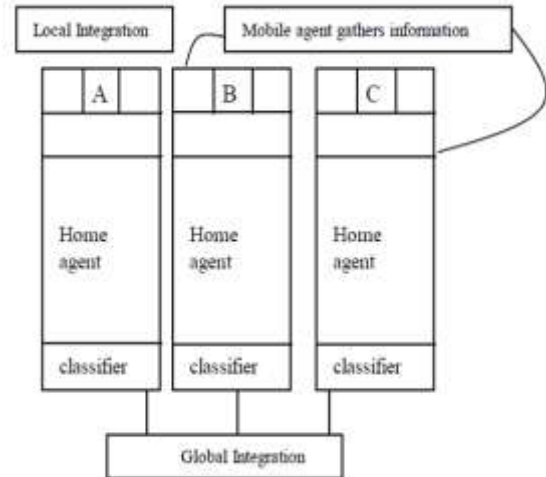 Local Integration
Mobile agent gathers information
A
B
C
Home
agent
Home
agent
Home
agent
classifier
classifier
classifier
Global Integration